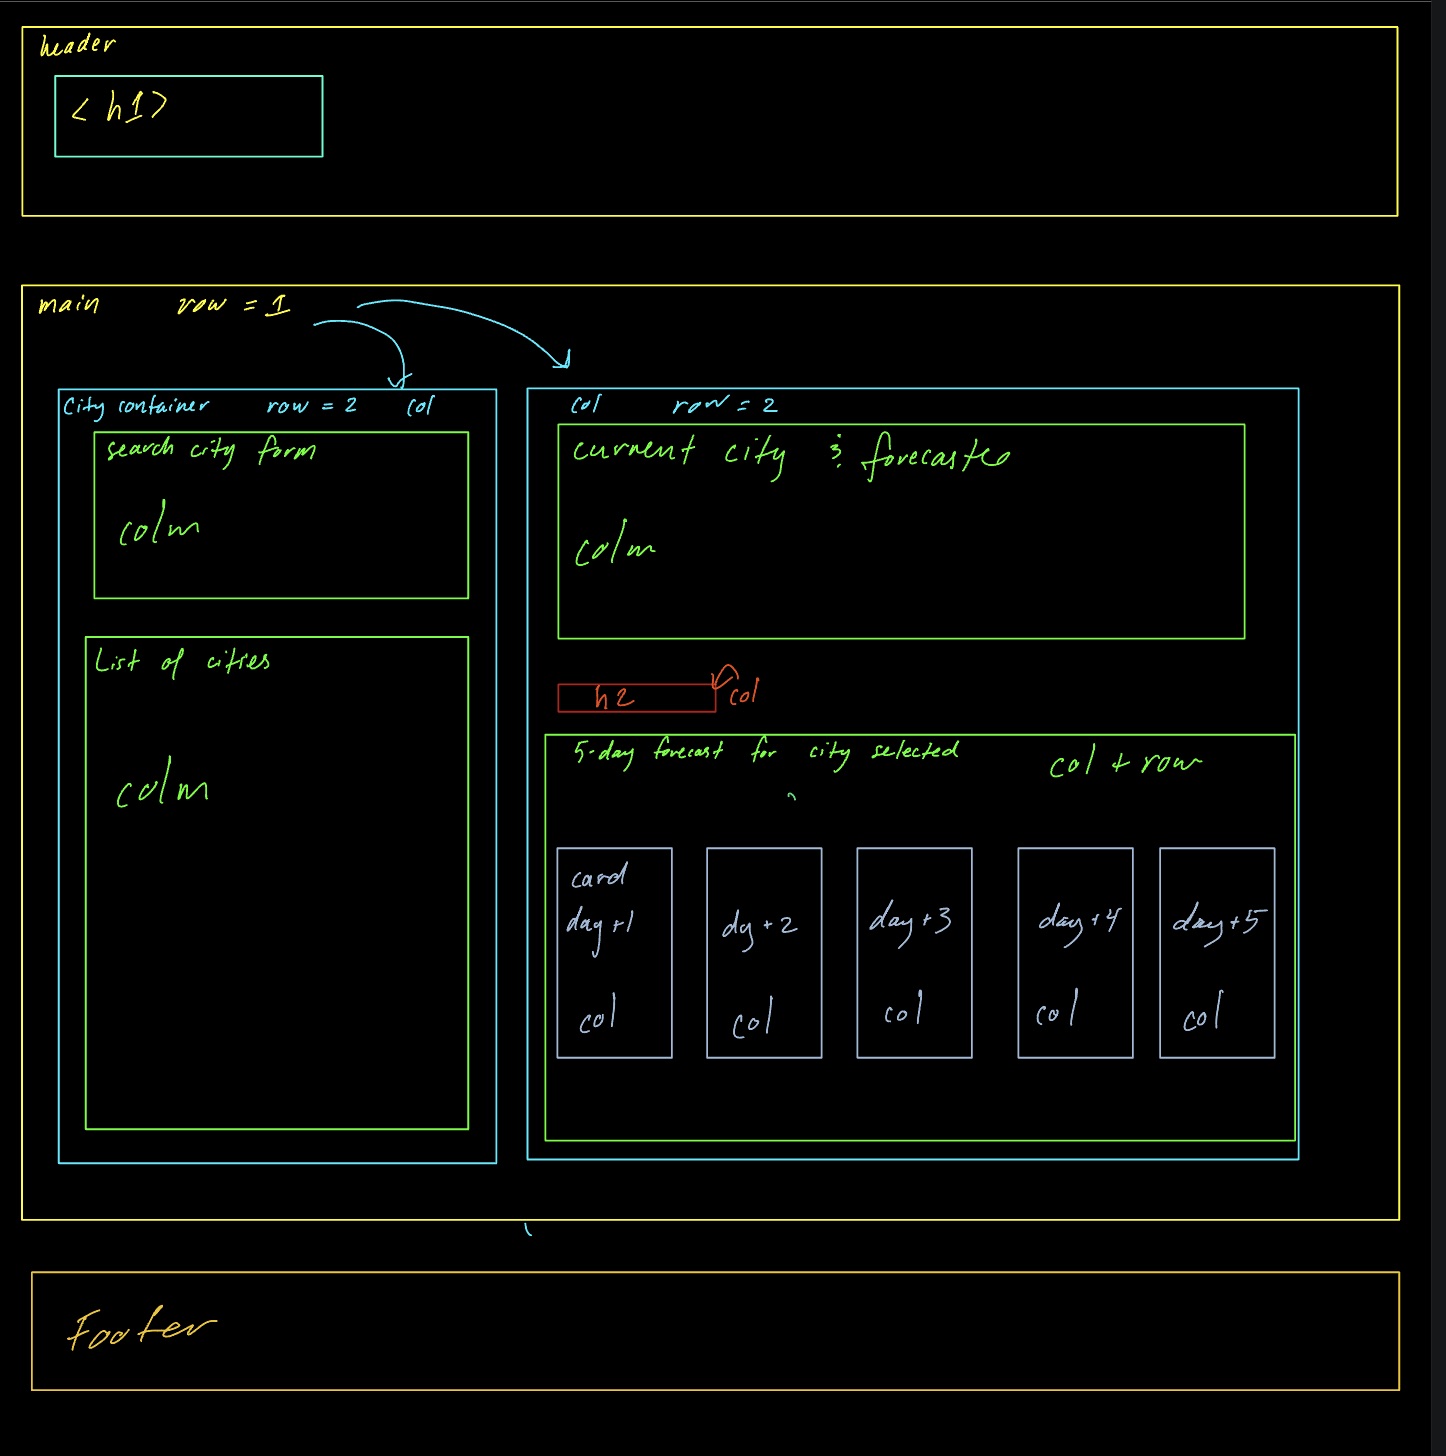 header
<h1>
main row = 1
City container row = 2 col
search city form
colm
List of cities
colm
col row = 2
current city & forecast
colm
h2 col
5-day forecast for city selected col + row
card
day +1
col
dy + 2
col
day + 3
col
day + 4
col
day + 5
col
Footer